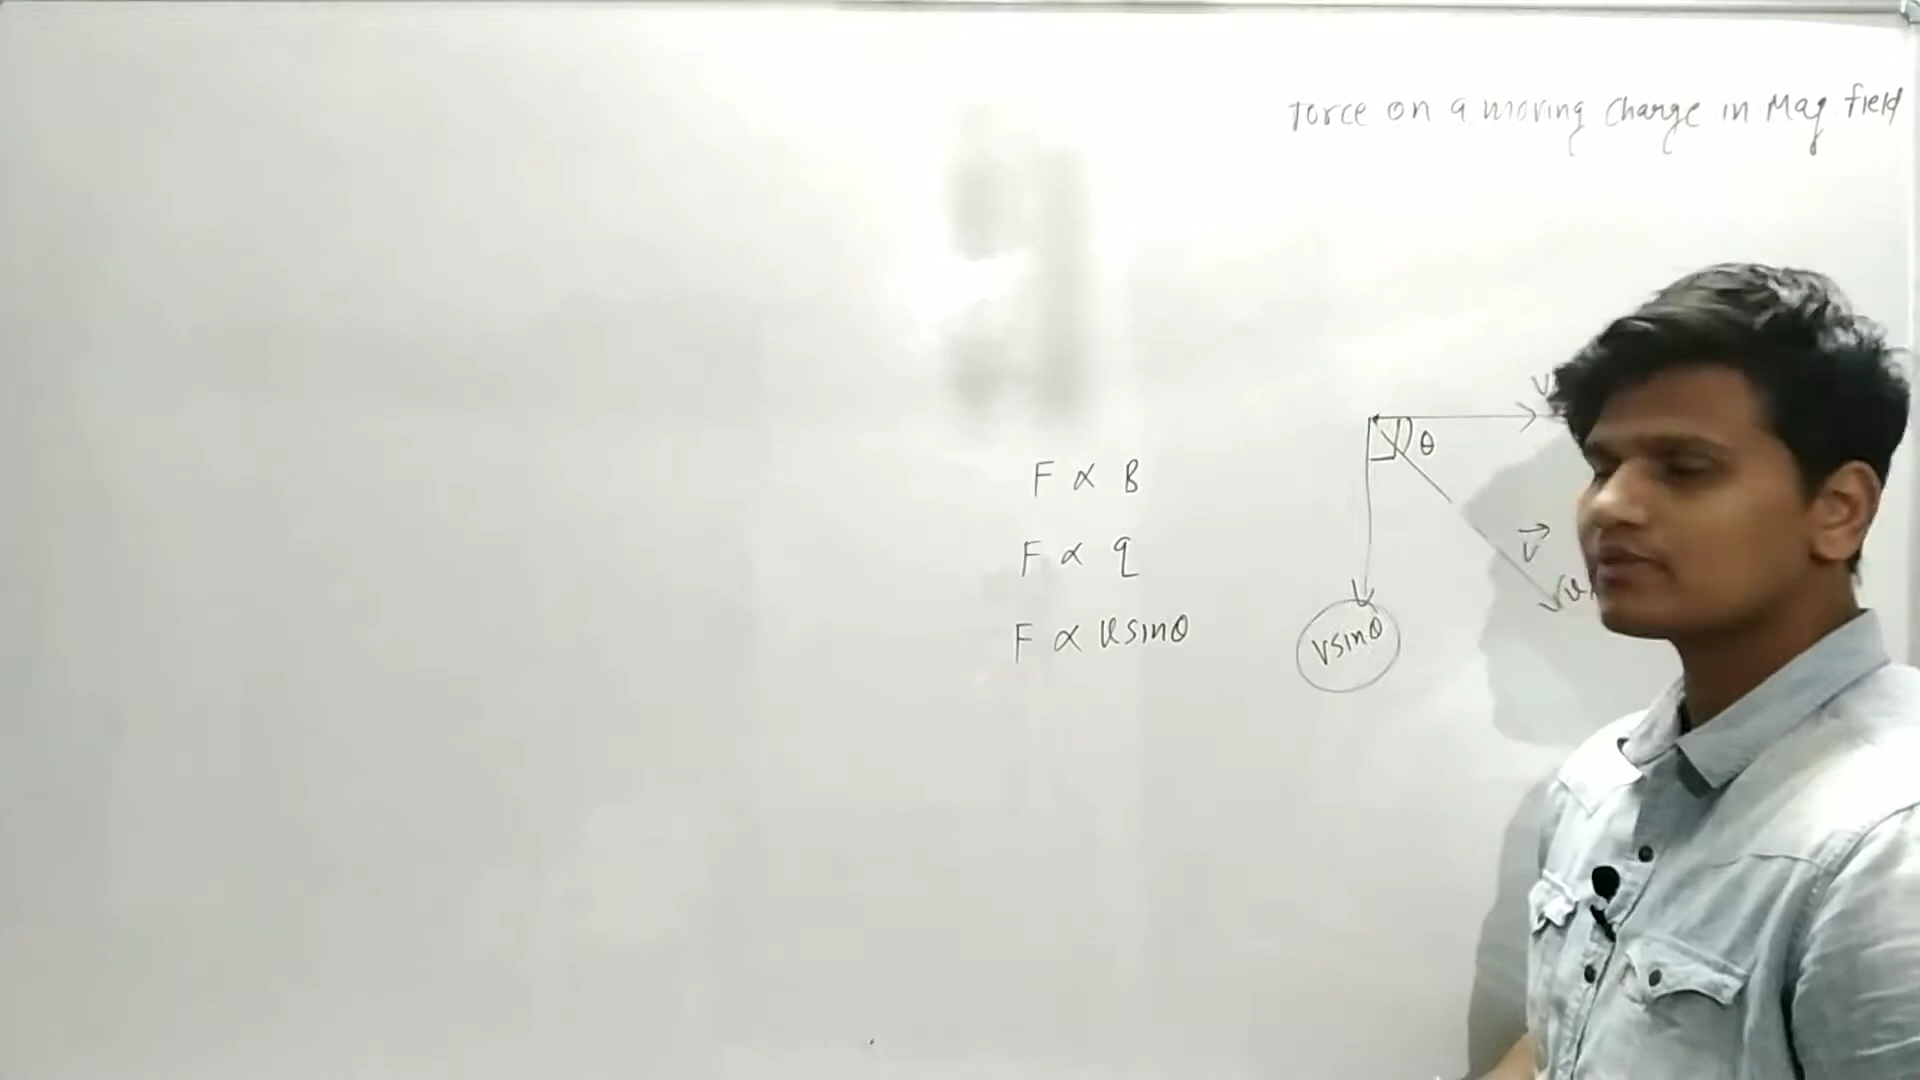 Force on a moving charge in Mag field
F ∝ B
F ∝ q
F ∝ vsinθ
θ
v⃗
vsinθ